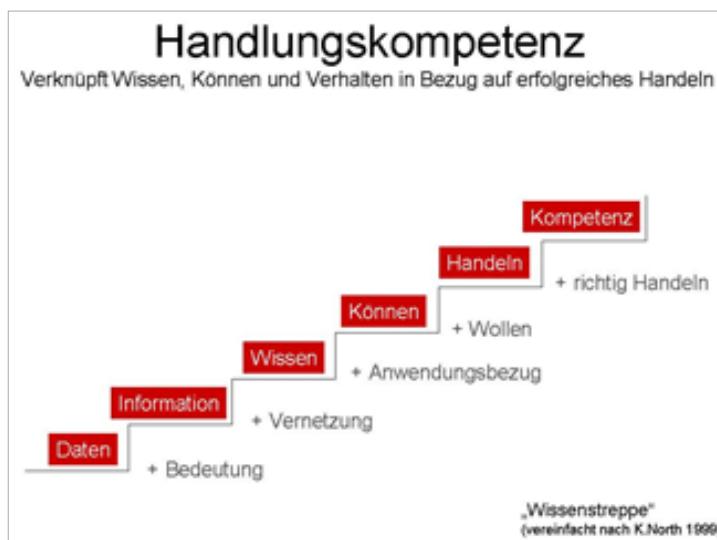 Handlungskompetenz
Verknüpft Wissen, Können und Verhalten in Bezug auf erfolgreiches Handeln
Kompetenz
Handeln
+ richtig Handeln
Können
+ Wollen
Wissen
+ Anwendungsbezug
Information
+ Vernetzung
Daten
+ Bedeutung
„Wissenstreppe“
(vereinfacht nach K.North 1999